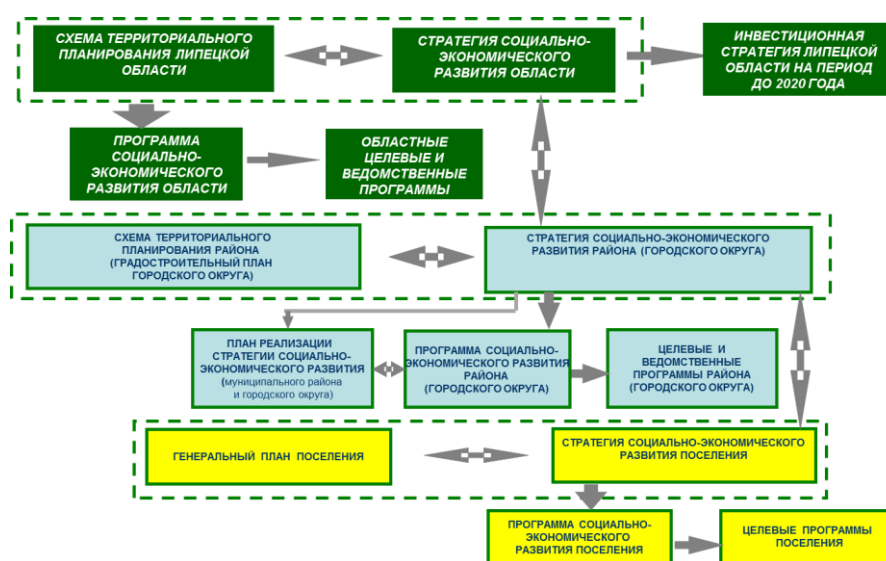 СХЕМА ТЕРРИТОРИАЛЬНОГО
ПЛАНИРОВАНИЯ ЛИПЕЦКОЙ
ОБЛАСТИ
СТРАТЕГИЯ СОЦИАЛЬНО-
ЭКОНОМИЧЕСКОГО
РАЗВИТИЯ ОБЛАСТИ
ИНВЕСТИЦИОННАЯ
СТРАТЕГИЯ ЛИПЕЦКОЙ
ОБЛАСТИ НА ПЕРИОД
ДО 2020 ГОДА
ПРОГРАММА
СОЦИАЛЬНО-
ЭКОНОМИЧЕСКОГО
РАЗВИТИЯ ОБЛАСТИ
ОБЛАСТНЫЕ
ЦЕЛЕВЫЕ И
ВЕДОМСТВЕННЫЕ
ПРОГРАММЫ
СХЕМА ТЕРРИТОРИАЛЬНОГО
ПЛАНИРОВАНИЯ РАЙОНА
(ГРАДОСТРОИТЕЛЬНЫЙ ПЛАН
ГОРОДСКОГО ОКРУГА)
СТРАТЕГИЯ СОЦИАЛЬНО-ЭКОНОМИЧЕСКОГО
РАЗВИТИЯ РАЙОНА (ГОРОДСКОГО ОКРУГА)
ПЛАН РЕАЛИЗАЦИИ
СТРАТЕГИИ СОЦИАЛЬНО-
ЭКОНОМИЧЕСКОГО РАЗВИТИЯ
(муниципального района
и городского округа)
ПРОГРАММА СОЦИАЛЬНО-
ЭКОНОМИЧЕСКОГО РАЗВИТИЯ
РАЙОНА
(ГОРОДСКОГО ОКРУГА)
ЦЕЛЕВЫЕ И
ВЕДОМСТВЕННЫЕ
ПРОГРАММЫ РАЙОНА
(ГОРОДСКОГО ОКРУГА)
ГЕНЕРАЛЬНЫЙ ПЛАН ПОСЕЛЕНИЯ
СТРАТЕГИЯ СОЦИАЛЬНО-ЭКОНОМИЧЕСКОГО
РАЗВИТИЯ ПОСЕЛЕНИЯ
ПРОГРАММА СОЦИАЛЬНО-
ЭКОНОМИЧЕСКОГО
РАЗВИТИЯ ПОСЕЛЕНИЯ
ЦЕЛЕВЫЕ ПРОГРАММЫ
ПОСЕЛЕНИЯ